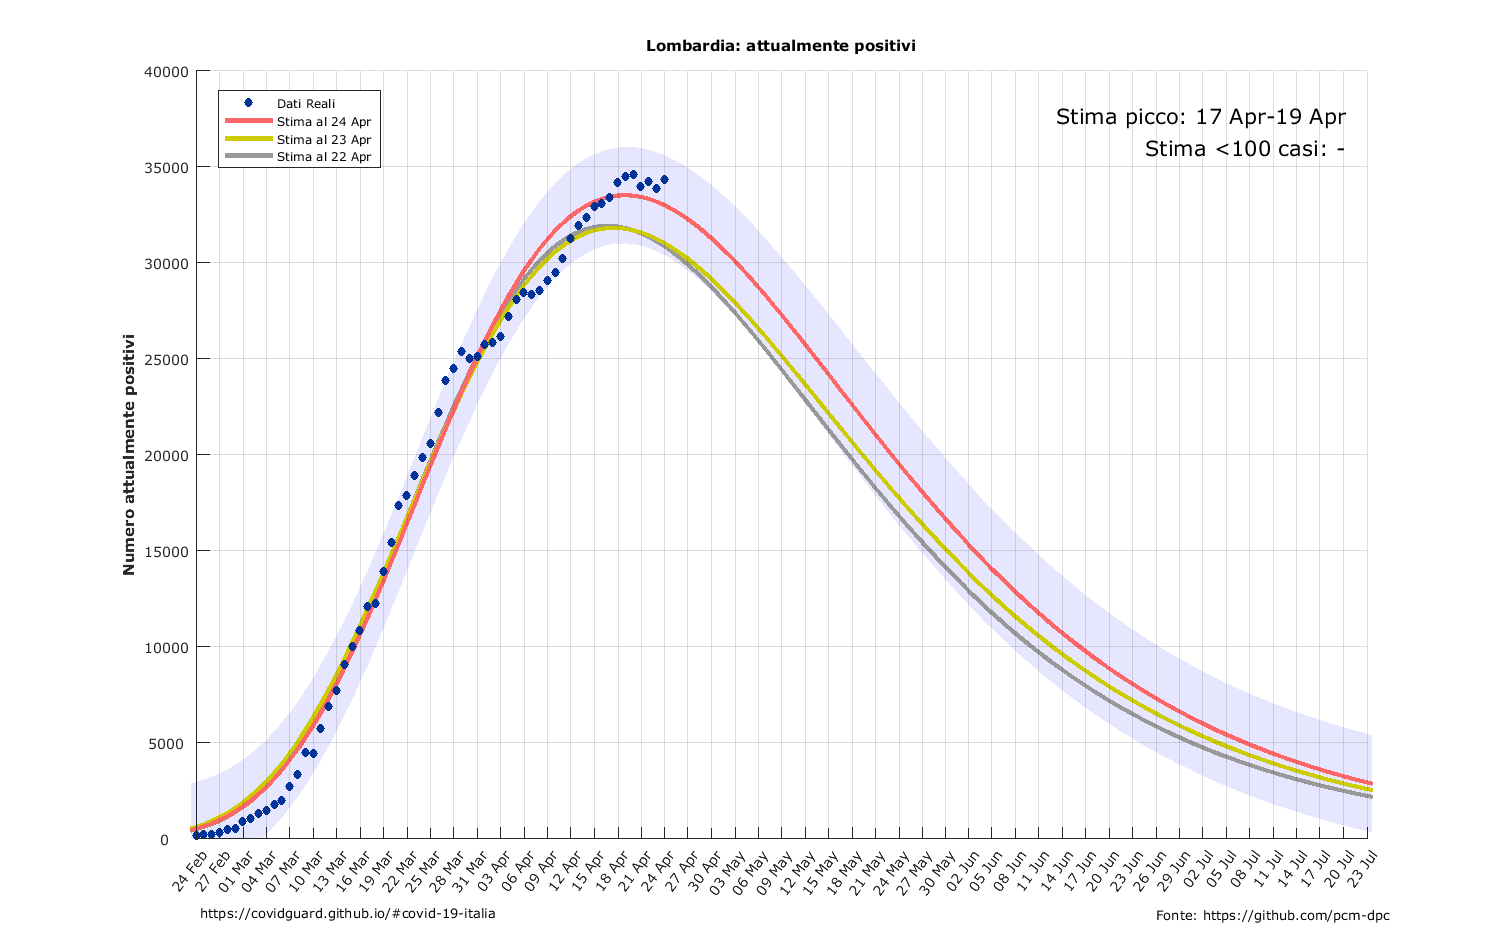 Lombardia: attualmente positivi
40000
35000
30000
25000
20000
15000
10000
5000
0
Numero attualmente positivi
Dati Reali
Stima al 24 Apr
Stima al 23 Apr
Stima al 22 Apr
Stima picco: 17 Apr-19 Apr
Stima <100 casi: -
24 Feb
27 Feb
01 Mar
04 Mar
07 Mar
10 Mar
13 Mar
16 Mar
19 Mar
22 Mar
25 Mar
28 Mar
31 Mar
03 Apr
06 Apr
09 Apr
12 Apr
15 Apr
18 Apr
21 Apr
24 Apr
27 Apr
30 Apr
03 May
06 May
09 May
12 May
15 May
18 May
21 May
24 May
27 May
30 May
02 Jun
05 Jun
08 Jun
11 Jun
14 Jun
17 Jun
20 Jun
23 Jun
26 Jun
29 Jun
02 Jul
05 Jul
08 Jul
11 Jul
14 Jul
17 Jul
20 Jul
23 Jul
https://covidguard.github.io/#covid-19-italia
Fonte: https://github.com/pcm-dpc